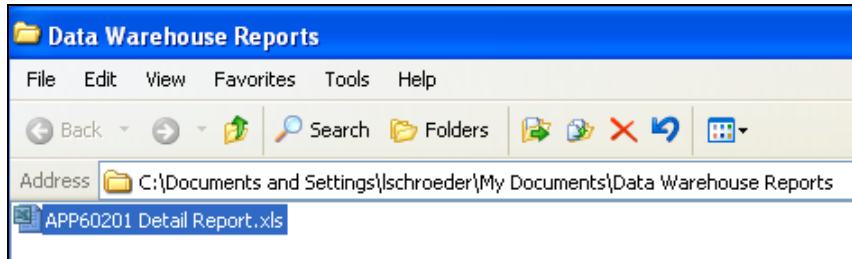 Data Warehouse Reports
File Edit View Favorites Tools Help
Back Search Folders
Address C:\Documents and Settings\lschroeder\My Documents\Data Warehouse Reports
APP60201 Detail Report.xls